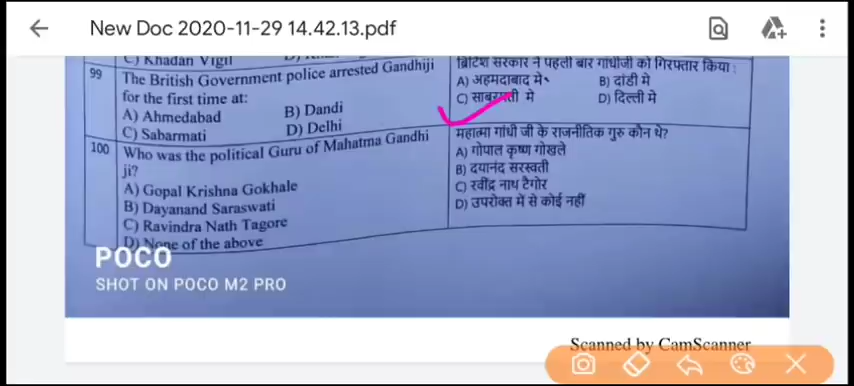 New Doc 2020-11-29 14.42.13.pdf
C) Khadan Vigil
99
The British Government police arrested Gandhiji
for the first time at:
A) Ahmedabad
B) Dandi
C) Sabarmati
D) Delhi
ब्रिटिश सरकार ने पहली बार गांधीजी को गिरफ्तार किया :
A) अहमदाबाद मे
B) दांडी मे
C) साबरमती मे
D) दिल्ली मे
100
Who was the political Guru of Mahatma Gandhi
ji?
A) Gopal Krishna Gokhale
B) Dayanand Saraswati
C) Ravindra Nath Tagore
D) None of the above
महात्मा गांधी जी के राजनीतिक गुरु कौन थे?
A) गोपाल कृष्ण गोखले
B) दयानंद सरस्वती
C) रवींद्र नाथ टैगोर
D) उपरोक्त में से कोई नहीं
POCO
SHOT ON POCO M2 PRO
Scanned by CamScanner